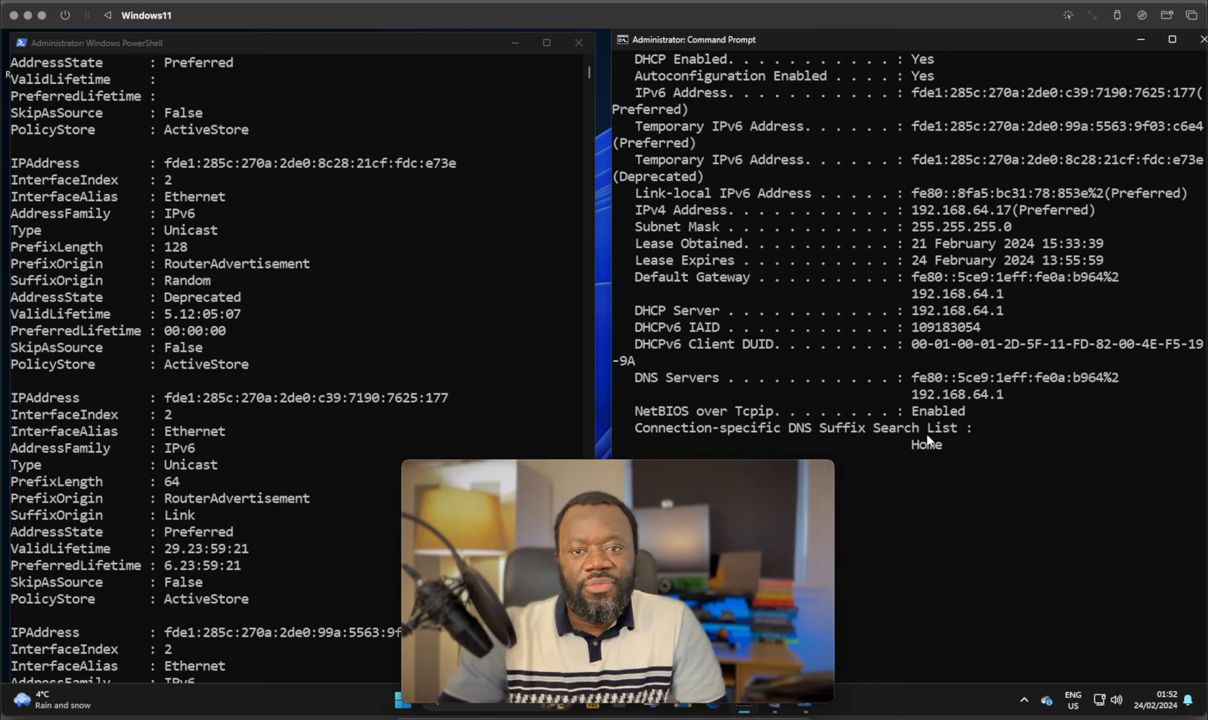 Windows11
Administrator: Windows PowerShell
AddressState : Preferred
ValidLifetime :
PreferredLifetime :
SkipAsSource : False
PolicyStore : ActiveStore
IPAddress : fde1:285c:270a:2de0:8c28:21cf:fdc:e73e
InterfaceIndex : 2
InterfaceAlias : Ethernet
AddressFamily : IPv6
Type : Unicast
PrefixLength : 128
PrefixOrigin : RouterAdvertisement
SuffixOrigin : Random
AddressState : Deprecated
ValidLifetime : 5.12:05:07
PreferredLifetime : 00:00:00
SkipAsSource : False
PolicyStore : ActiveStore
IPAddress : fde1:285c:270a:2de0:c39:7190:7625:177
InterfaceIndex : 2
InterfaceAlias : Ethernet
AddressFamily : IPv6
Type : Unicast
PrefixLength : 64
PrefixOrigin : RouterAdvertisement
SuffixOrigin : Link
AddressState : Preferred
ValidLifetime : 29.23:59:21
PreferredLifetime : 6.23:59:21
SkipAsSource : False
PolicyStore : ActiveStore
IPAddress : fde1:285c:270a:2de0:99a:5563:9f
InterfaceIndex : 2
InterfaceAlias : Ethernet
AddressFamily : IPv6
Administrator: Command Prompt
DHCP Enabled. . . . . . . . . . . : Yes
Autoconfiguration Enabled . . . . : Yes
IPv6 Address. . . . . . . . . . . : fde1:285c:270a:2de0:c39:7190:7625:177(
Preferred)
Temporary IPv6 Address. . . . . . : fde1:285c:270a:2de0:99a:5563:9f03:c6e4
(Preferred)
Temporary IPv6 Address. . . . . . : fde1:285c:270a:2de0:8c28:21cf:fdc:e73e
(Deprecated)
Link-local IPv6 Address . . . . . : fe80::8fa5:bc31:78:853e%2(Preferred)
IPv4 Address. . . . . . . . . . . : 192.168.64.17(Preferred)
Subnet Mask . . . . . . . . . . . : 255.255.255.0
Lease Obtained. . . . . . . . . . : 21 February 2024 15:33:39
Lease Expires . . . . . . . . . . : 24 February 2024 13:55:59
Default Gateway . . . . . . . . . : fe80::5ce9:1eff:fe0a:b964%2
192.168.64.1
DHCP Server . . . . . . . . . . . : 192.168.64.1
DHCPv6 IAID . . . . . . . . . . . : 109183054
DHCPv6 Client DUID. . . . . . . . : 00-01-00-01-2D-5F-11-FD-82-00-4E-F5-19
-9A
DNS Servers . . . . . . . . . . . : fe80::5ce9:1eff:fe0a:b964%2
192.168.64.1
NetBIOS over Tcpip. . . . . . . . : Enabled
Connection-specific DNS Suffix Search List :
Home
4°C
Rain and snow
ENG
US
01:52
24/02/2024